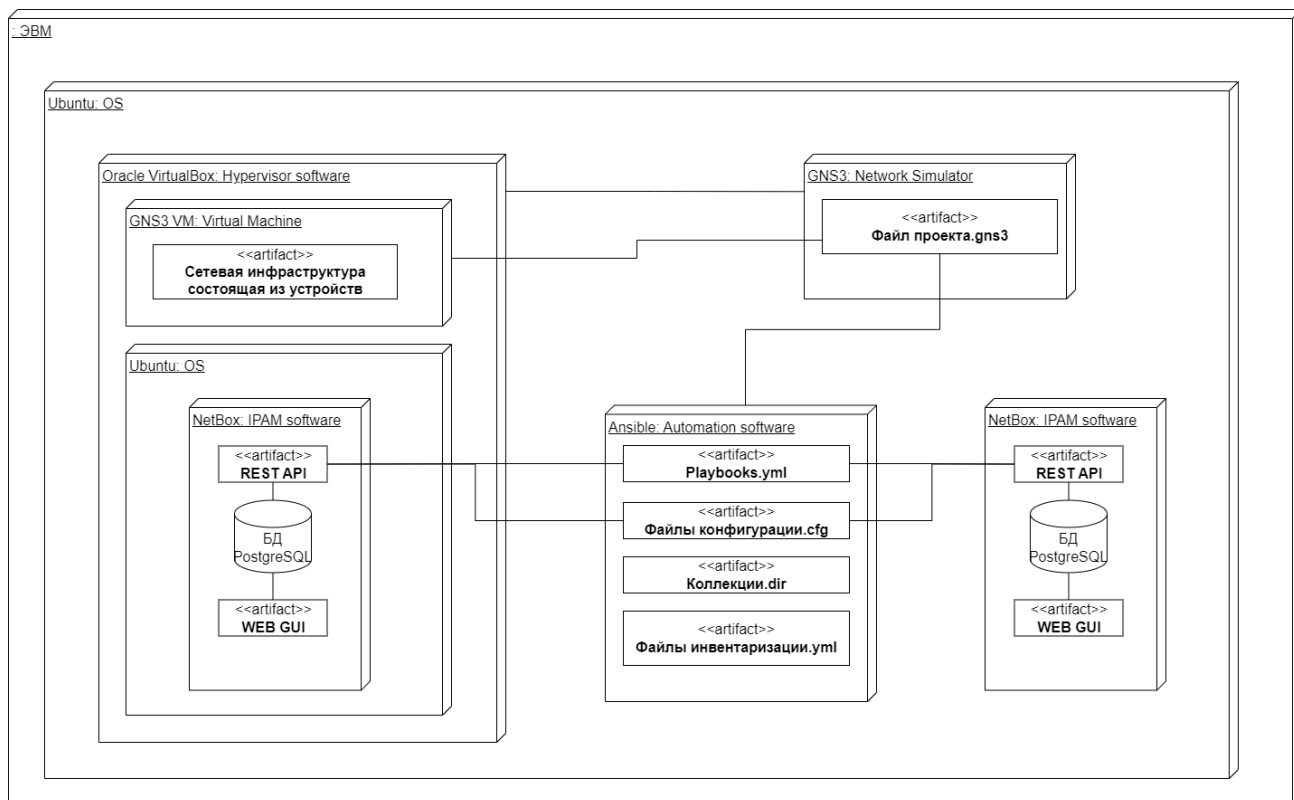 : ЭВМ
Ubuntu: OS
Oracle VirtualBox: Hypervisor software
GNS3 VM: Virtual Machine
<<artifact>>
Сетевая инфраструктура
состоящая из устройств
Ubuntu: OS
NetBox: IPAM software
<<artifact>>
REST API
БД
PostgreSQL
<<artifact>>
WEB GUI
GNS3: Network Simulator
<<artifact>>
Файл проекта.gns3
Ansible: Automation software
<<artifact>>
Playbooks.yml
<<artifact>>
Файлы конфигурации.cfg
<<artifact>>
Коллекции.dir
<<artifact>>
Файлы инвентаризации.yml
NetBox: IPAM software
<<artifact>>
REST API
БД
PostgreSQL
<<artifact>>
WEB GUI